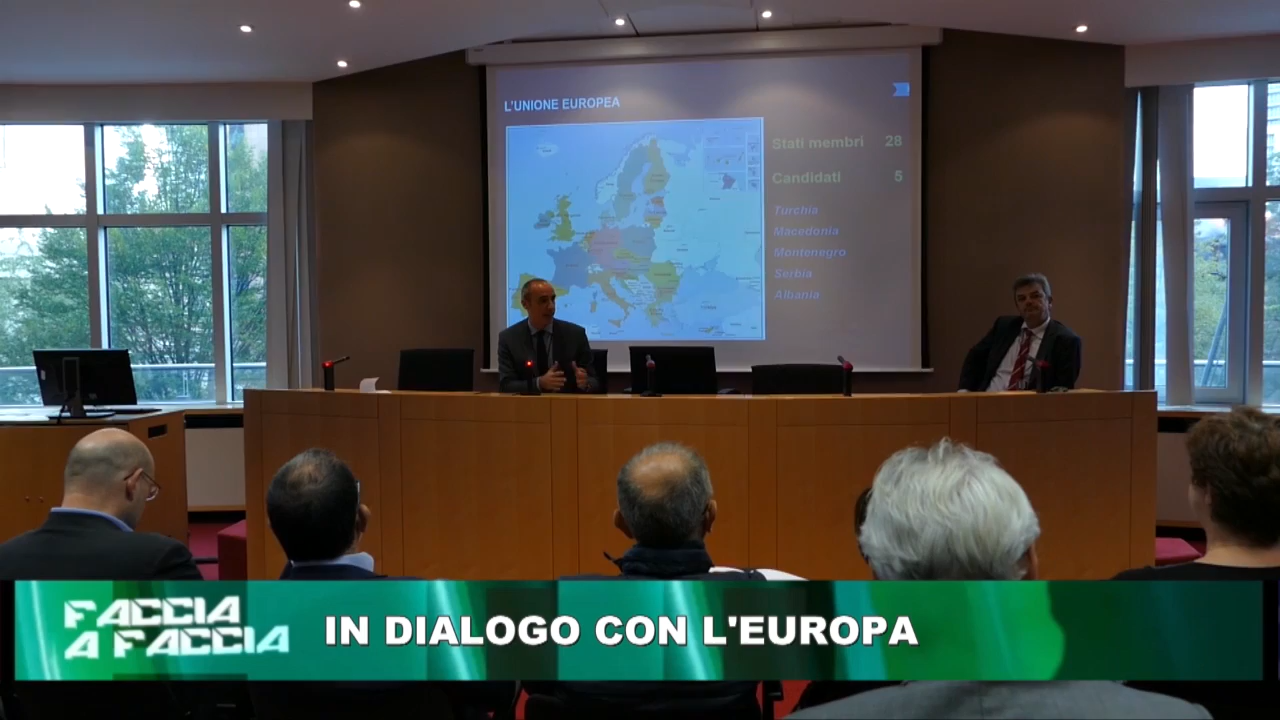 L'UNIONE EUROPEA
Stati membri 28
Candidati 5
Turchia
Macedonia
Montenegro
Serbia
Albania
FACCIA
A FACCIA
IN DIALOGO CON L'EUROPA